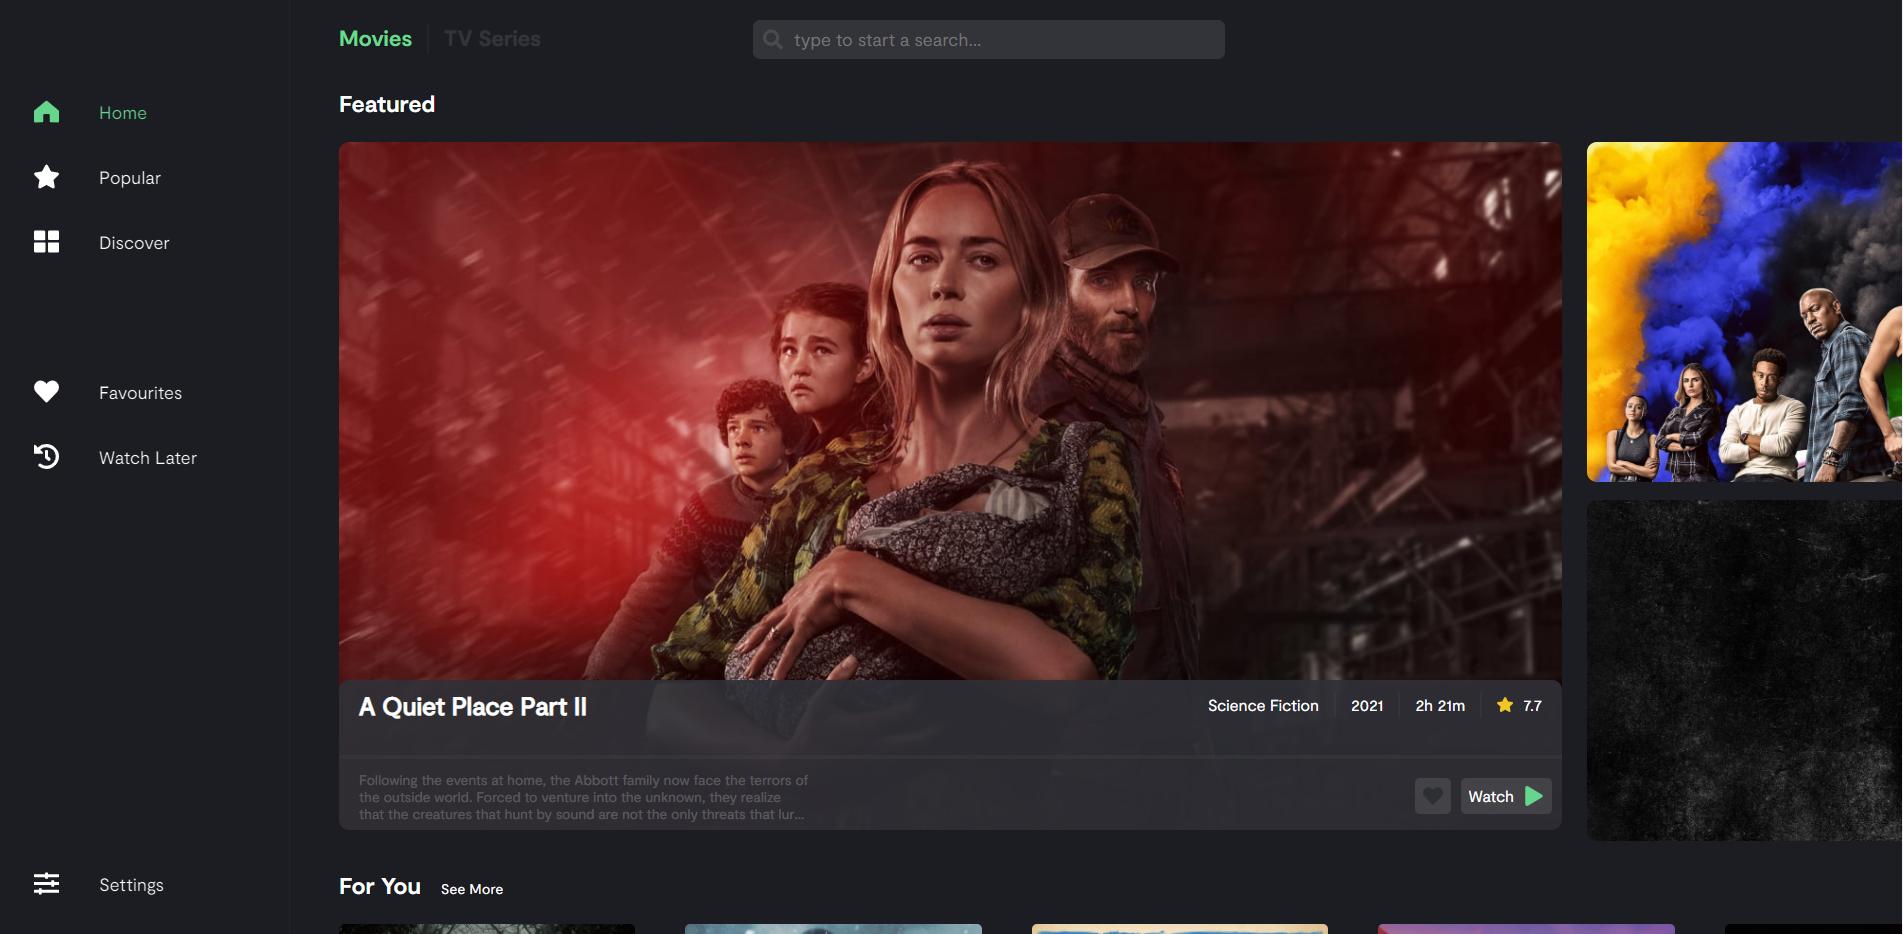 Movies
TV Series
type to start a search...
Home
Popular
Discover
Favourites
Watch Later
Settings
Featured
A Quiet Place Part II
Science Fiction
2021
2h 21m
7.7
Following the events at home, the Abbott family now face the terrors of
the outside world. Forced to venture into the unknown, they realize
that the creatures that hunt by sound are not the only threats that lur...
Watch
For You
See More